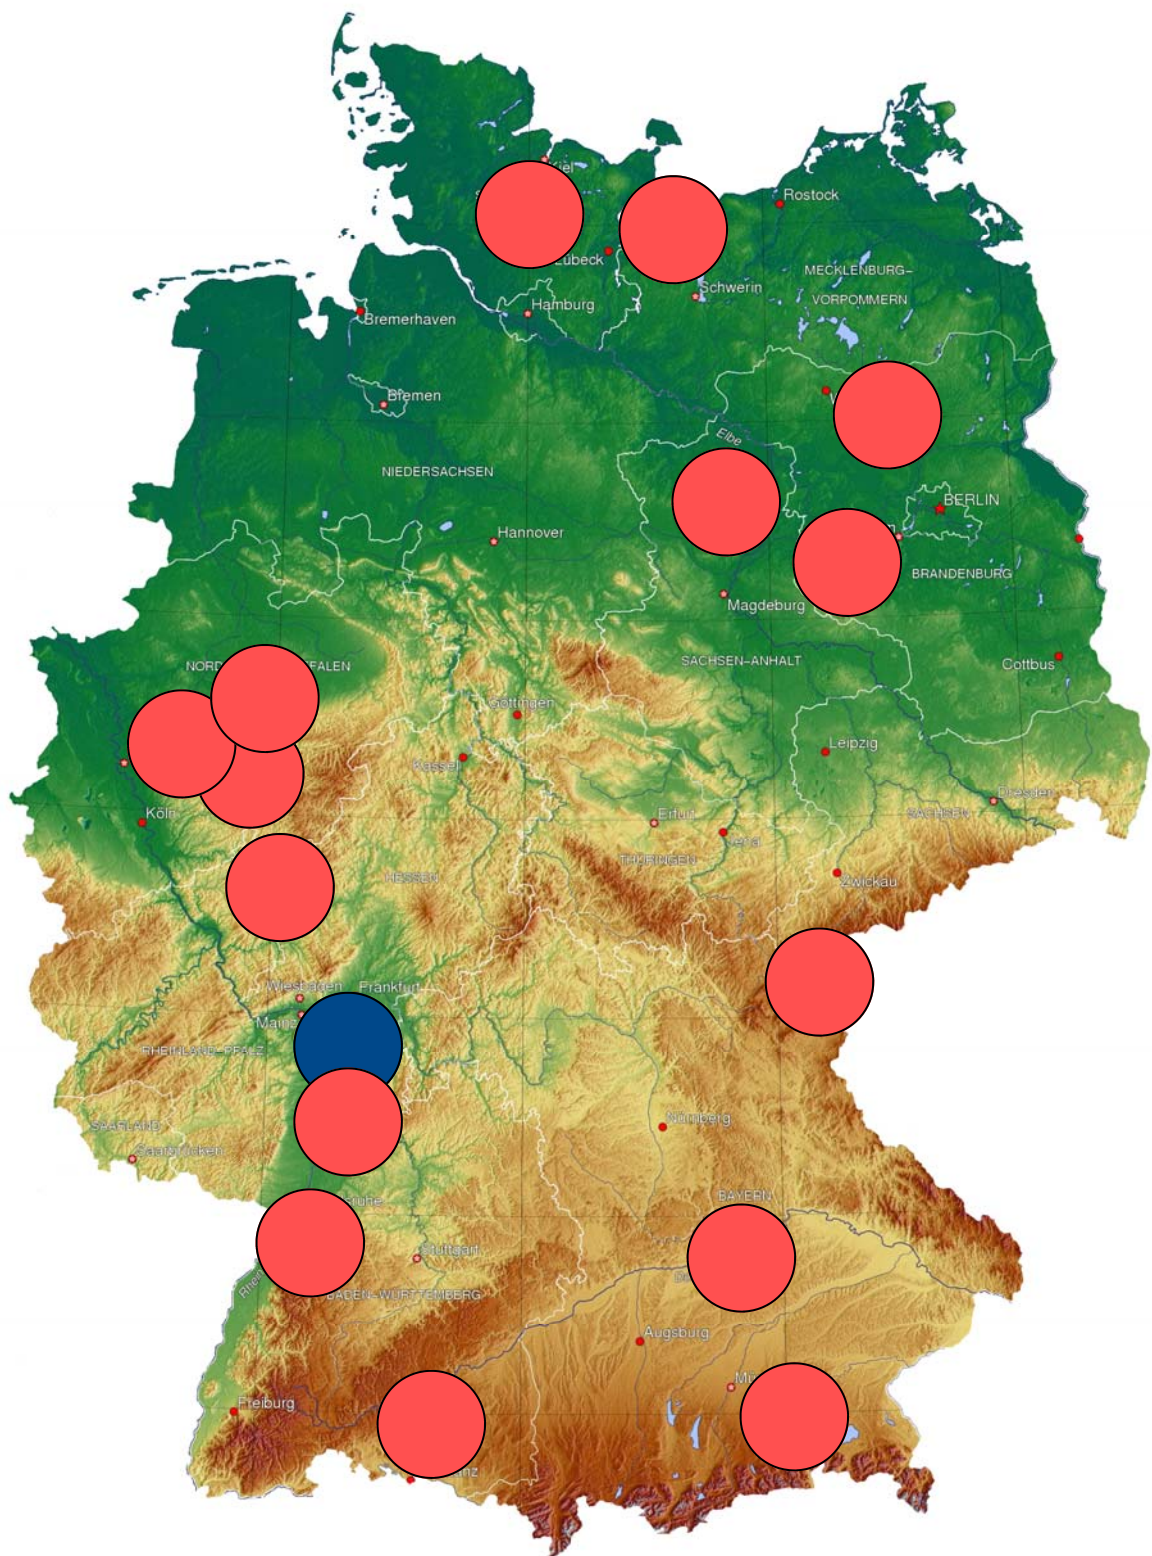 Rostock
Lübeck
MECKLENBURG-
VORPOMMERN
Schwerin
Hamburg
Bremerhaven
Bremen
Elbe
NIEDERSACHSEN
BERLIN
Hannover
BRANDENBURG
Magdeburg
SACHSEN-ANHALT
Cottbus
Göttingen
Leipzig
Kassel
Dresden
Köln
Erfurt
SACHSEN
Jena
THÜRINGEN
HESSEN
Zwickau
Wiesbaden
Frankfurt
Mainz
RHEINLAND-PFALZ
Nürnberg
SAARLAND
Saarbrücken
BAYERN
Stuttgart
Rhein
BADEN-WÜRTTEMBERG
Augsburg
Freiburg